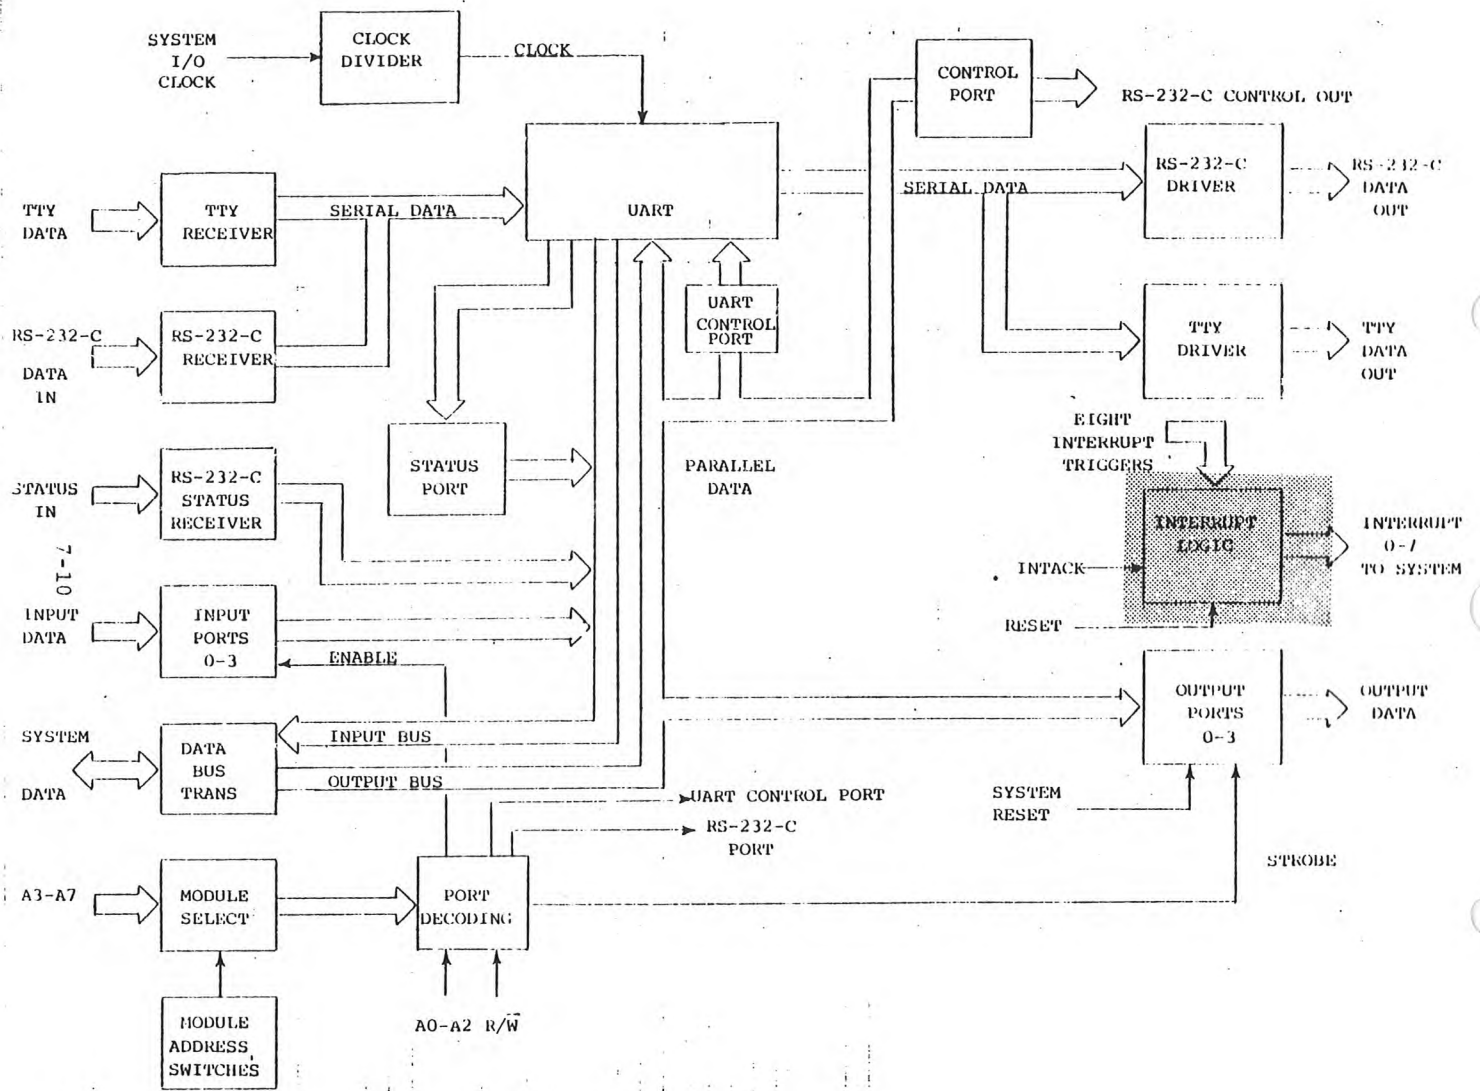 SYSTEM
I/O
CLOCK
CLOCK
DIVIDER
CLOCK
CONTROL
PORT
RS-232-C CONTROL OUT
TTY
DATA
TTY
RECEIVER
SERIAL DATA
UART
SERIAL DATA
RS-232-C
DRIVER
RS-232-C
DATA
OUT
RS-232-C
DATA
IN
RS-232-C
RECEIVER
UART
CONTROL
PORT
TTY
DRIVER
TTY
DATA
OUT
STATUS
IN
RS-232-C
STATUS
RECEIVER
STATUS
PORT
PARALLEL
DATA
EIGHT
INTERRUPT
TRIGGERS
INTERRUPT
LOGIC
INTERRUPT
0-7
TO SYSTEM
INTACK
RESET
7-10
INPUT
DATA
INPUT
PORTS
0-3
ENABLE
OUTPUT
PORTS
0-3
OUTPUT
DATA
SYSTEM
DATA
DATA
BUS
TRANS
INPUT BUS
OUTPUT BUS
UART CONTROL PORT
RS-232-C
PORT
SYSTEM
RESET
STROBE
A3-A7
MODULE
SELECT
PORT
DECODING
MODULE
ADDRESS
SWITCHES
A0-A2 R/W̅